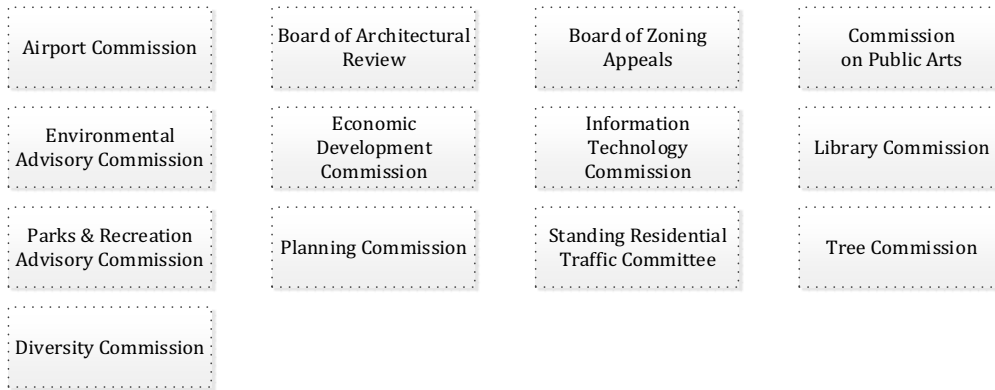 Airport Commission
Board of Architectural
Review
Board of Zoning
Appeals
Commission
on Public Arts
Environmental
Advisory Commission
Economic
Development
Commission
Information
Technology
Commission
Library Commission
Parks & Recreation
Advisory Commission
Planning Commission
Standing Residential
Traffic Committee
Tree Commission
Diversity Commission